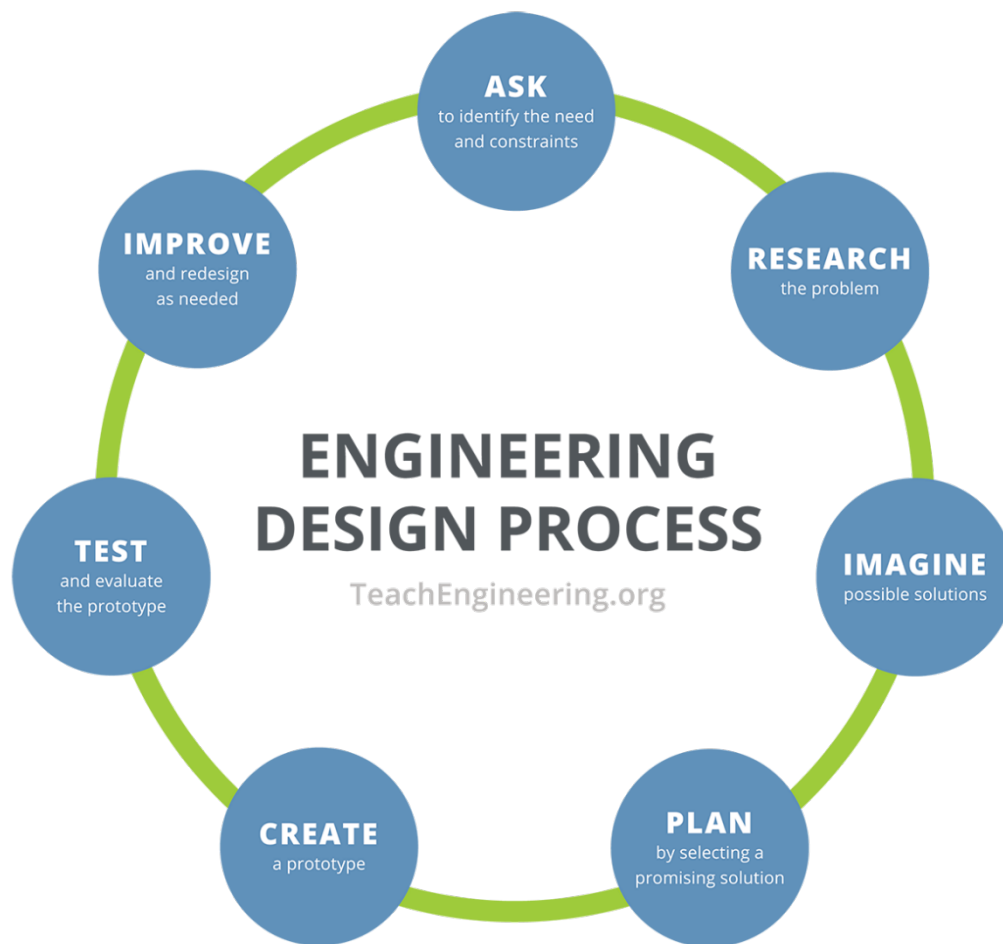 ASK
to identify the need
and constraints
RESEARCH
the problem
IMAGINE
possible solutions
PLAN
by selecting a
promising solution
CREATE
a prototype
TEST
and evaluate
the prototype
IMPROVE
and redesign
as needed
ENGINEERING
DESIGN PROCESS
TeachEngineering.org